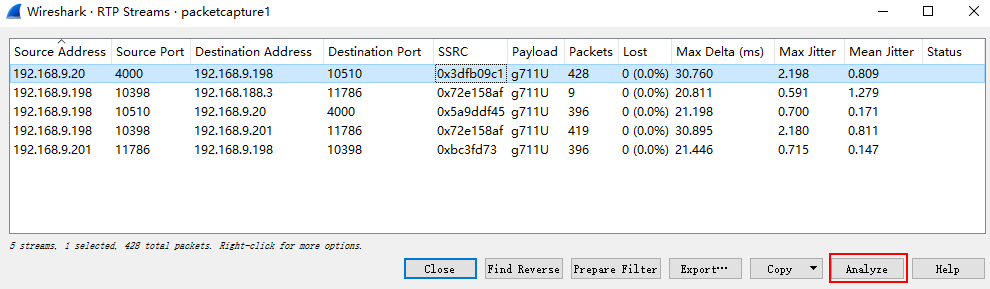 Wireshark · RTP Streams · packetcapture1
Source Address Source Port Destination Address Destination Port SSRC Payload Packets Lost Max Delta (ms) Max Jitter Mean Jitter Status
192.168.9.20 4000 192.168.9.198 10510 0x3dfb09c1 g711U 428 0 (0.0%) 30.760 2.198 0.809
192.168.9.198 10398 192.168.188.3 11786 0x72e158af g711U 9 0 (0.0%) 20.811 0.591 1.279
192.168.9.198 10510 192.168.9.20 4000 0x5a9ddf45 g711U 396 0 (0.0%) 21.198 0.700 0.171
192.168.9.198 10398 192.168.9.201 11786 0x72e158af g711U 419 0 (0.0%) 30.895 2.180 0.811
192.168.9.201 11786 192.168.9.198 10398 0xbc3fd73 g711U 396 0 (0.0%) 21.446 0.715 0.147
5 streams, 1 selected, 428 total packets. Right-click for more options.
Close Find Reverse Prepare Filter Export… Copy Analyze Help